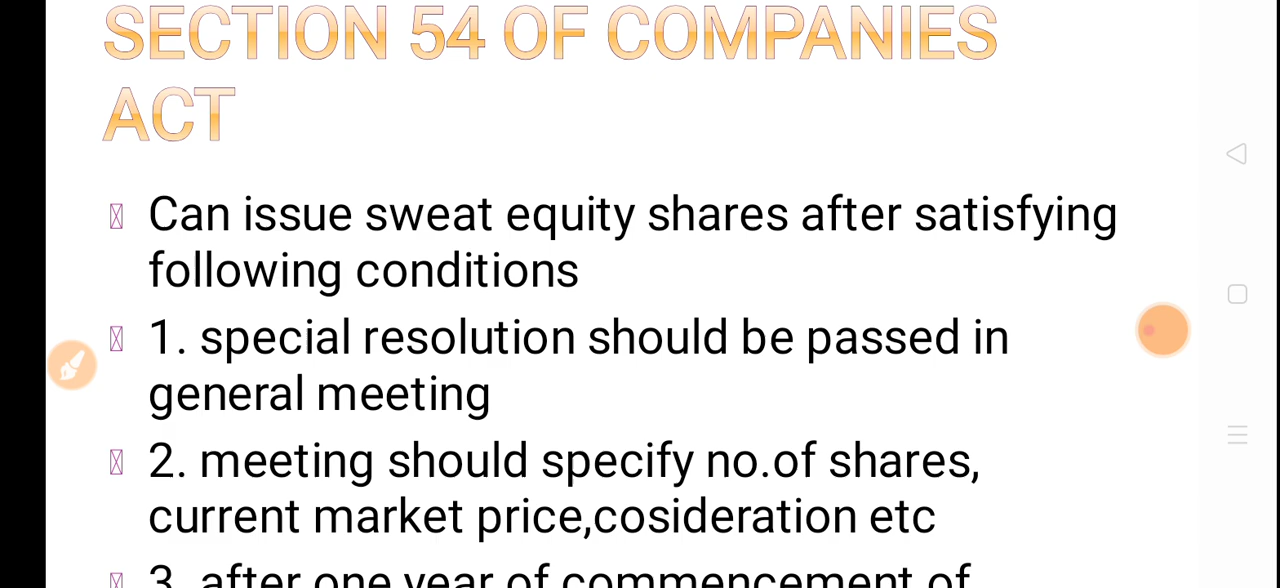 SECTION 54 OF COMPANIES
ACT
Can issue sweat equity shares after satisfying
following conditions
1. special resolution should be passed in
general meeting
2. meeting should specify no.of shares,
current market price,cosideration etc
3. after one year of commencement of